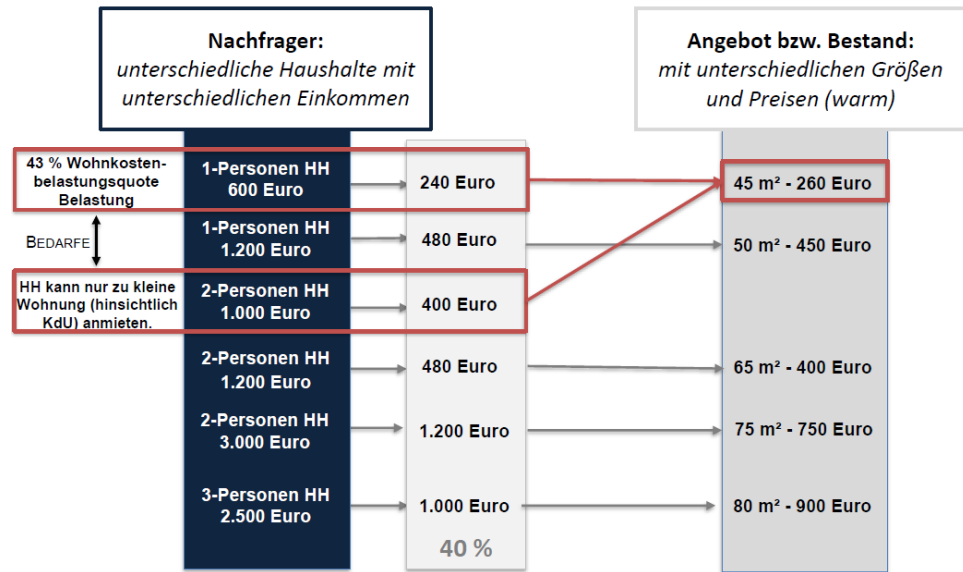 Nachfrager:
unterschiedliche Haushalte mit
unterschiedlichen Einkommen
Angebot bzw. Bestand:
mit unterschiedlichen Größen
und Preisen (warm)
43 % Wohnkosten-
belastungsquote
Belastung
1-Personen HH
600 Euro
240 Euro
45 m² - 260 Euro
BEDARFE
1-Personen HH
1.200 Euro
480 Euro
50 m² - 450 Euro
HH kann nur zu kleine
Wohnung (hinsichtlich
KdU) anmieten.
2-Personen HH
1.000 Euro
400 Euro
2-Personen HH
1.200 Euro
480 Euro
65 m² - 400 Euro
2-Personen HH
3.000 Euro
1.200 Euro
75 m² - 750 Euro
3-Personen HH
2.500 Euro
1.000 Euro
80 m² - 900 Euro
40 %